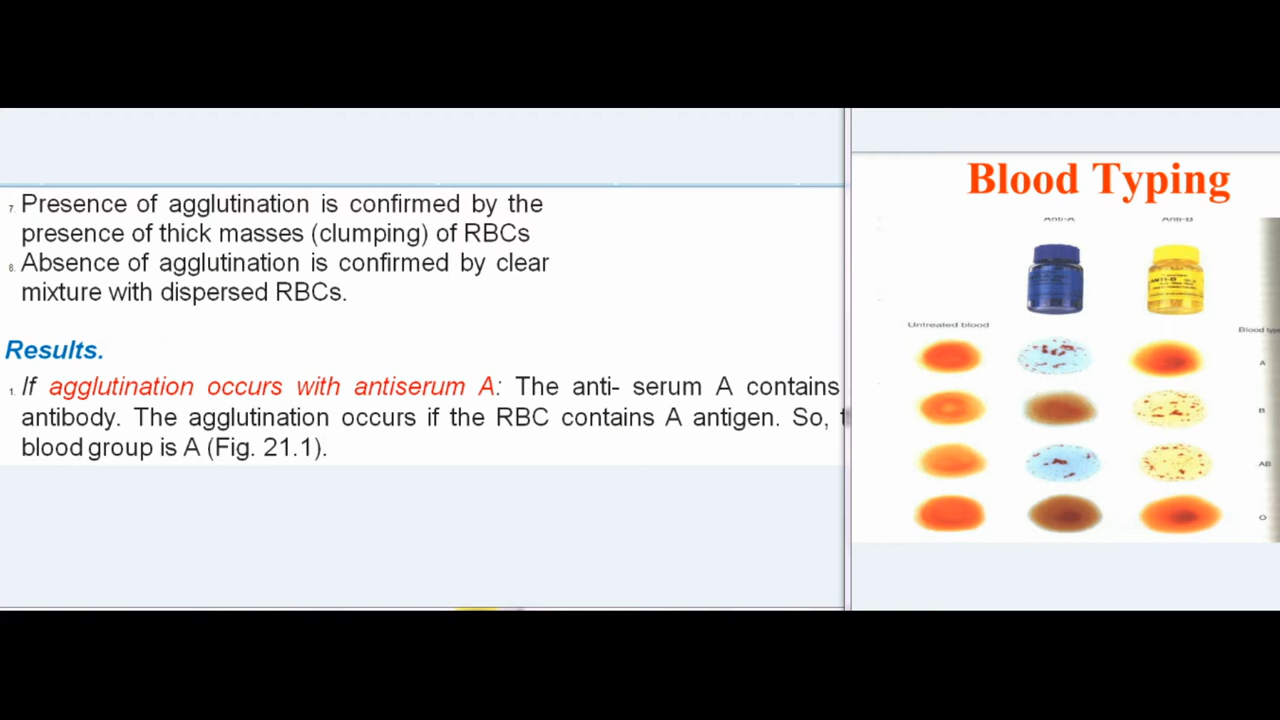 7. Presence of agglutination is confirmed by the
presence of thick masses (clumping) of RBCs
8. Absence of agglutination is confirmed by clear
mixture with dispersed RBCs.
Results.
1. If agglutination occurs with antiserum A: The anti- serum A contains
antibody. The agglutination occurs if the RBC contains A antigen. So,
blood group is A (Fig. 21.1).
Blood Typing
Anti-A
Anti-B
ANTI-B
Untreated blood
Blood
A
B
AB
O